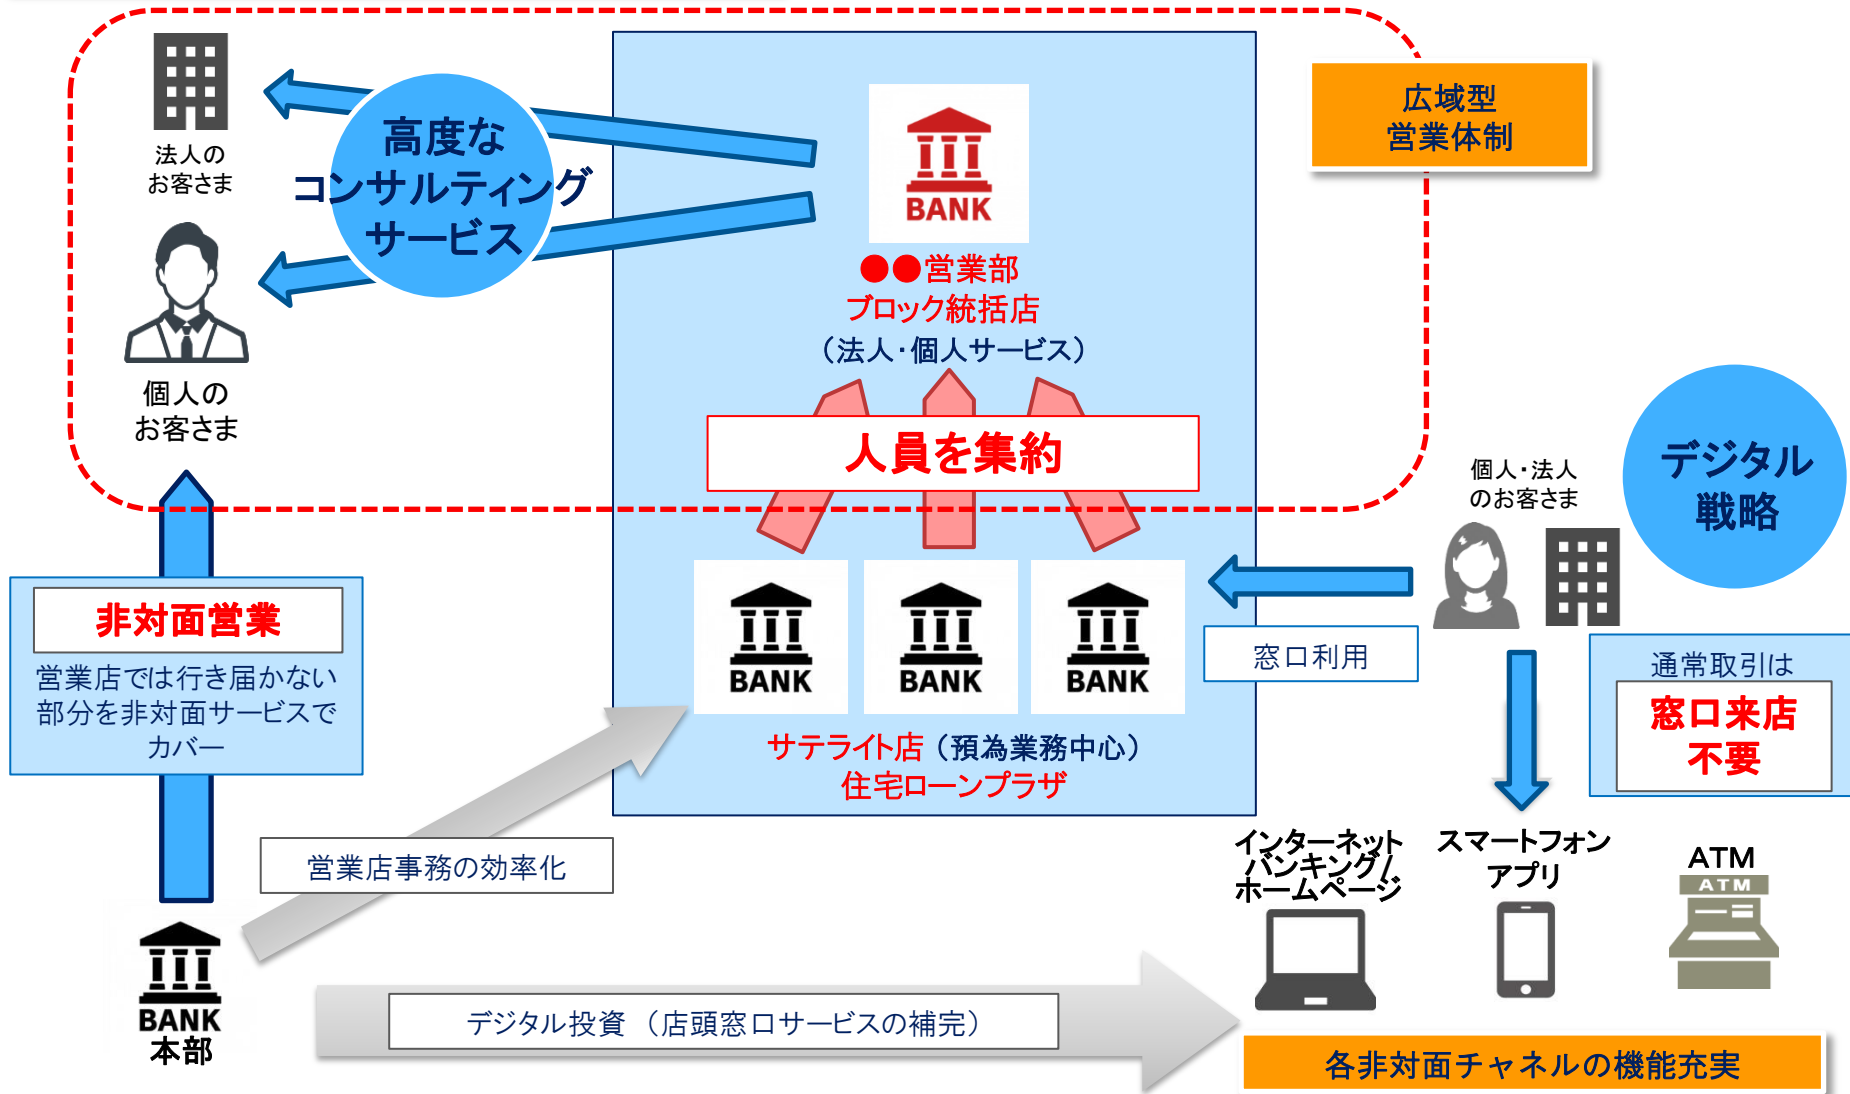 法人の
お客さま
高度な
コンサルティング
サービス
BANK
●●営業部
ブロック統括店
（法人・個人サービス）
広域型
営業体制
個人の
お客さま
人員を集約
個人・法人
のお客さま
デジタル
戦略
非対面営業
営業店では行き届かない
部分を非対面サービスで
カバー
BANK
BANK
BANK
サテライト店（預為業務中心）
住宅ローンプラザ
窓口利用
通常取引は
窓口来店
不要
営業店事務の効率化
インターネット
バンキング/
ホームページ
スマートフォン
アプリ
ATM
ATM
BANK
本部
デジタル投資（店頭窓口サービスの補完）
各非対面チャネルの機能充実